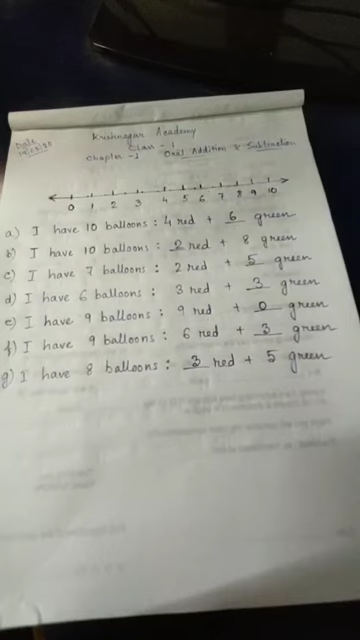 Krishnagar Academy
Date
Class - 1
Chapter - 1 Oral Addition & Subtraction
0 1 2 3 4 5 6 7 8 9 10
a) I have 10 balloons : 4 red + 6 green
b) I have 10 balloons : 2 red + 8 green
c) I have 7 balloons : 2 red + 5 green
d) I have 6 balloons : 3 red + 3 green
e) I have 9 balloons : 9 red + 0 green
f) I have 9 balloons : 6 red + 3 green
g) I have 8 balloons : 3 red + 5 green